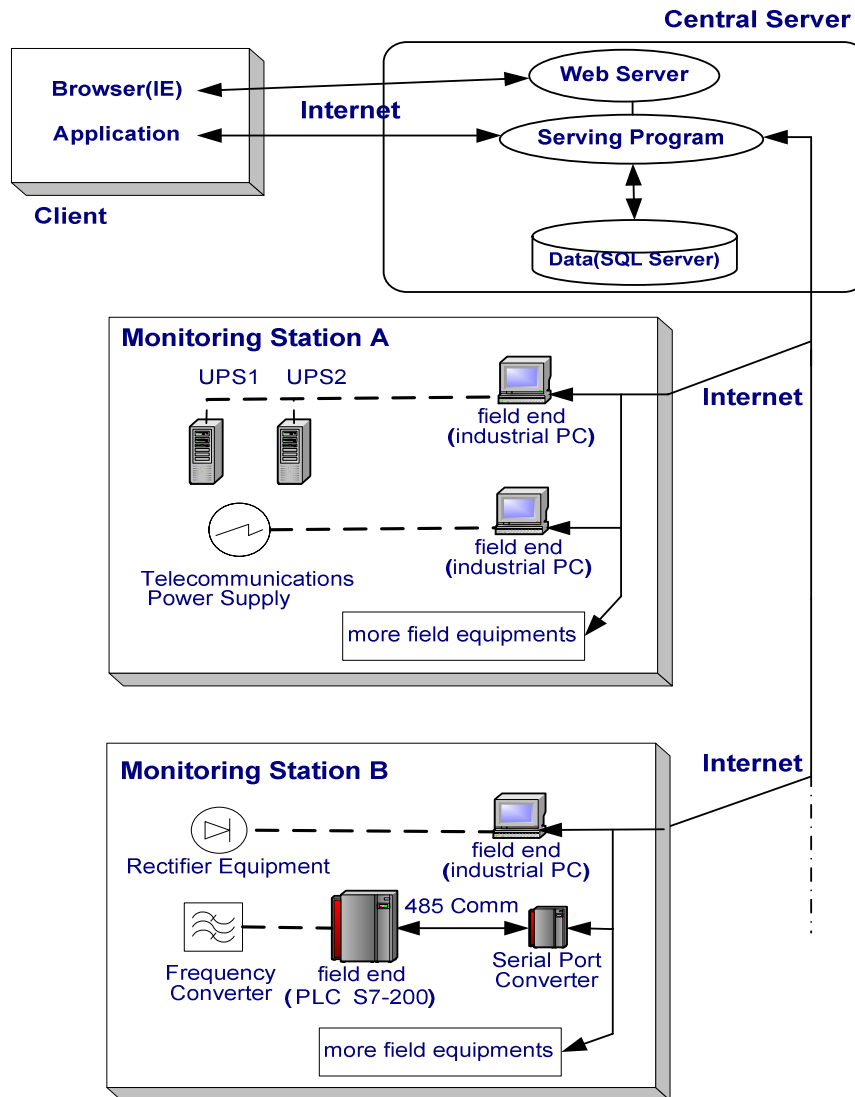 Central Server
Browser(IE)
Application
Client
Internet
Web Server
Serving Program
Data(SQL Server)
Monitoring Station A
UPS1
UPS2
field end
(industrial PC)
Telecommunications
Power Supply
field end
(industrial PC)
more field equipments
Internet
Monitoring Station B
Rectifier Equipment
field end
(industrial PC)
485 Comm
Frequency
Converter
field end
(PLC S7-200)
Serial Port
Converter
more field equipments
Internet